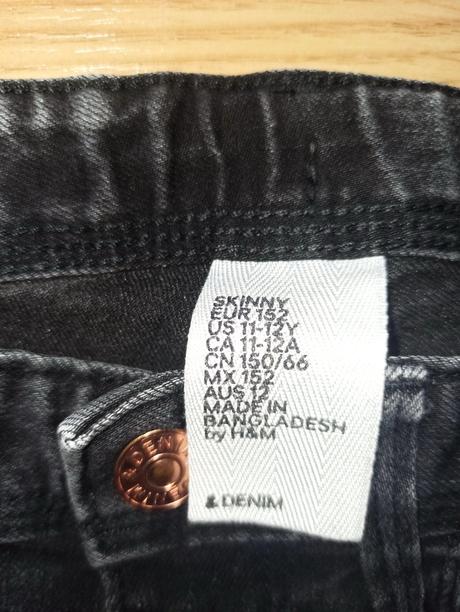 SKINNY
EUR 152
US 11-12Y
CA 11-12A
CN 150/66
MX 152
AUS 12
MADE IN
BANGLADESH
by H&M
& DENIM
& DENI